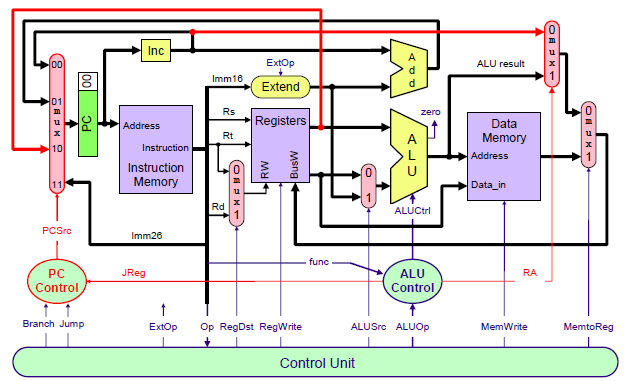 0
m
u
x
1
Inc
A
d
d
00
00
01
m
u
x
10
11
PC
ExtOp
Imm16
Extend
ALU result
Address
Instruction
Instruction
Memory
Rs
Rt
Rd
0
m
u
x
1
Registers
RW
BusW
0
1
A
L
U
zero
ALUCtrl
Data
Memory
Address
Data_in
0
m
u
x
1
Imm26
PCSrc
PC
Control
JReg
func
ALU
Control
RA
Branch
Jump
ExtOp
Op
RegDst
RegWrite
ALUSrc
ALUOp
MemWrite
MemtoReg
Control Unit